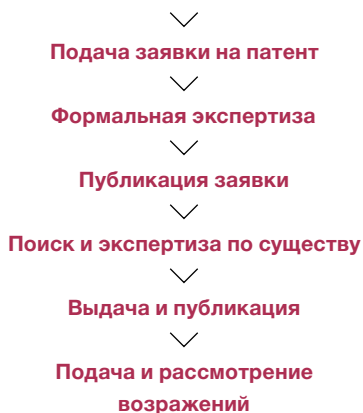 Подача заявки на патент
Формальная экспертиза
Публикация заявки
Поиск и экспертиза по существу
Выдача и публикация
Подача и рассмотрение
возражений